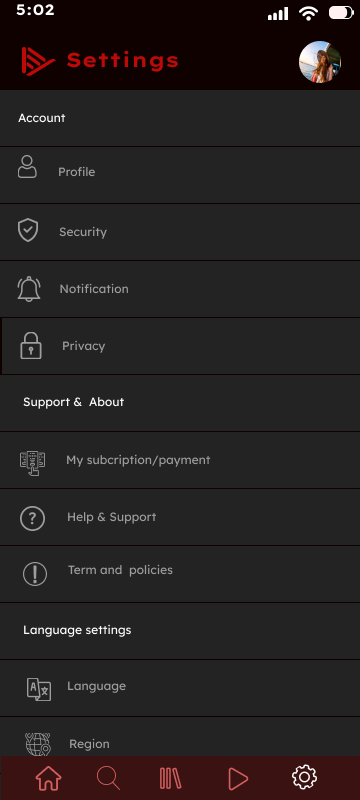 5:02
Settings
Account
Profile
Security
Notification
Privacy
Support &  About
My subcription/payment
Help & Support
Term and  policies
Language settings
Language
Region